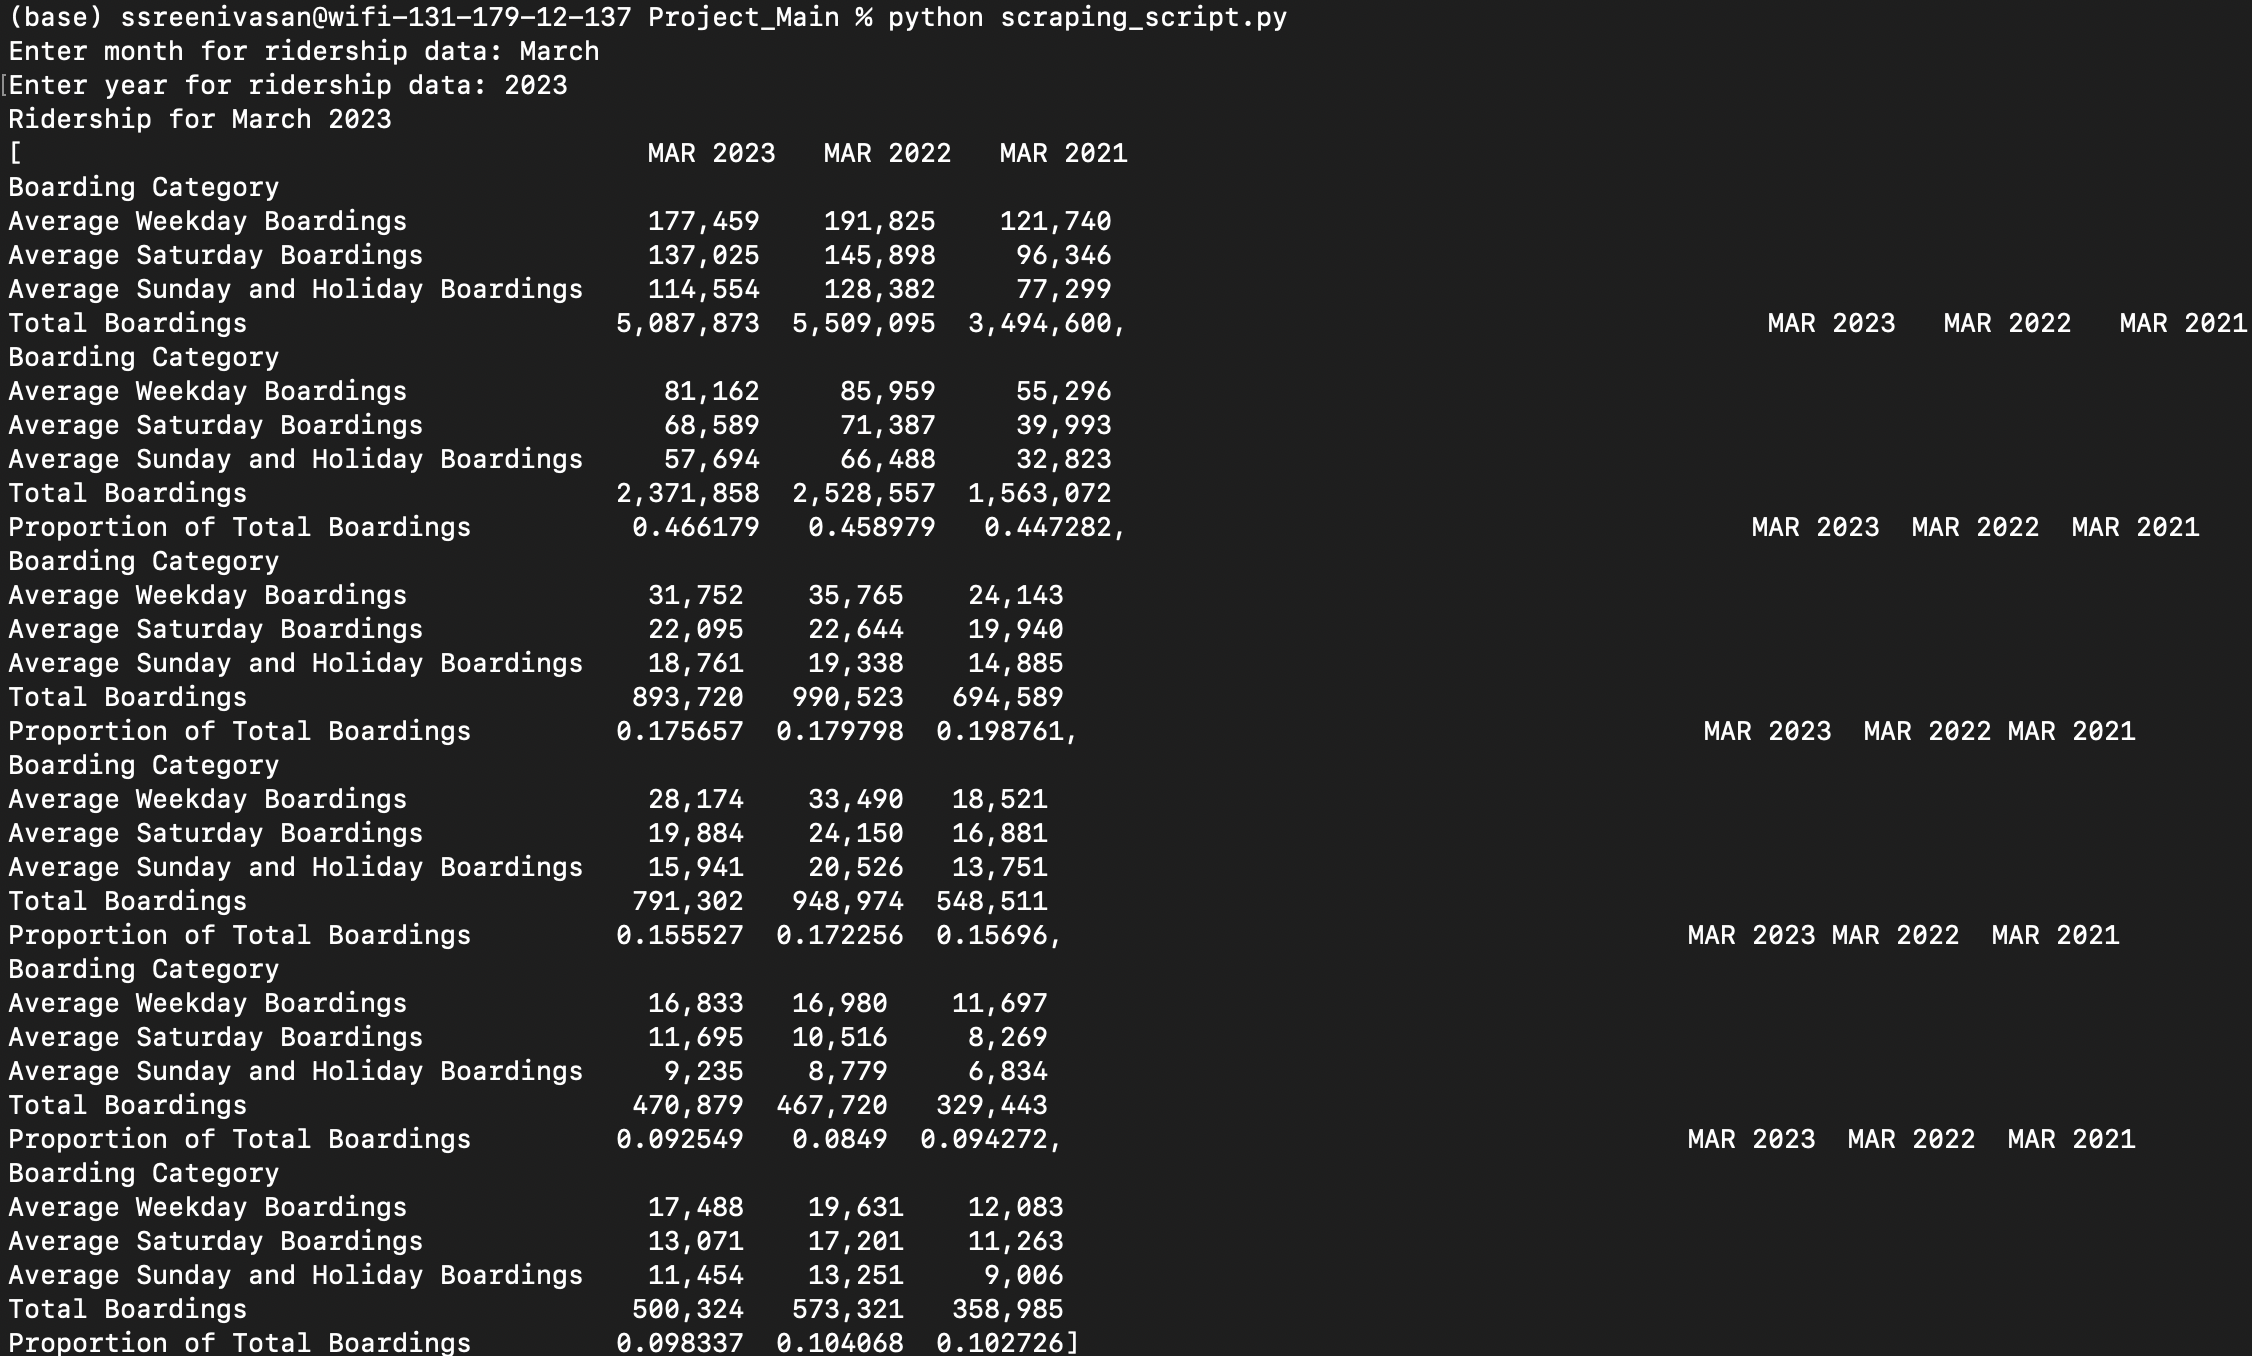 (base) ssreenivasan@wifi-131-179-12-137 Project_Main % python scraping_script.py
Enter month for ridership data: March
[Enter year for ridership data: 2023
Ridership for March 2023
[                                       MAR 2023   MAR 2022   MAR 2021
Boarding Category
Average Weekday Boardings               177,459    191,825    121,740
Average Saturday Boardings              137,025    145,898     96,346
Average Sunday and Holiday Boardings    114,554    128,382     77,299
Total Boardings                       5,087,873  5,509,095  3,494,600,                                        MAR 2023   MAR 2022   MAR 2021
Boarding Category
Average Weekday Boardings                81,162     85,959     55,296
Average Saturday Boardings               68,589     71,387     39,993
Average Sunday and Holiday Boardings     57,694     66,488     32,823
Total Boardings                       2,371,858  2,528,557  1,563,072
Proportion of Total Boardings          0.466179   0.458979   0.447282,                                       MAR 2023  MAR 2022  MAR 2021
Boarding Category
Average Weekday Boardings               31,752    35,765    24,143
Average Saturday Boardings              22,095    22,644    19,940
Average Sunday and Holiday Boardings    18,761    19,338    14,885
Total Boardings                        893,720   990,523   694,589
Proportion of Total Boardings         0.175657  0.179798  0.198761,                                       MAR 2023  MAR 2022 MAR 2021
Boarding Category
Average Weekday Boardings               28,174    33,490   18,521
Average Saturday Boardings              19,884    24,150   16,881
Average Sunday and Holiday Boardings    15,941    20,526   13,751
Total Boardings                        791,302   948,974  548,511
Proportion of Total Boardings         0.155527  0.172256  0.15696,                                       MAR 2023 MAR 2022  MAR 2021
Boarding Category
Average Weekday Boardings               16,833   16,980    11,697
Average Saturday Boardings              11,695   10,516     8,269
Average Sunday and Holiday Boardings     9,235    8,779     6,834
Total Boardings                        470,879  467,720   329,443
Proportion of Total Boardings         0.092549   0.0849  0.094272,                                       MAR 2023  MAR 2022  MAR 2021
Boarding Category
Average Weekday Boardings               17,488    19,631    12,083
Average Saturday Boardings              13,071    17,201    11,263
Average Sunday and Holiday Boardings    11,454    13,251     9,006
Total Boardings                        500,324   573,321   358,985
Proportion of Total Boardings         0.098337  0.104068  0.102726]